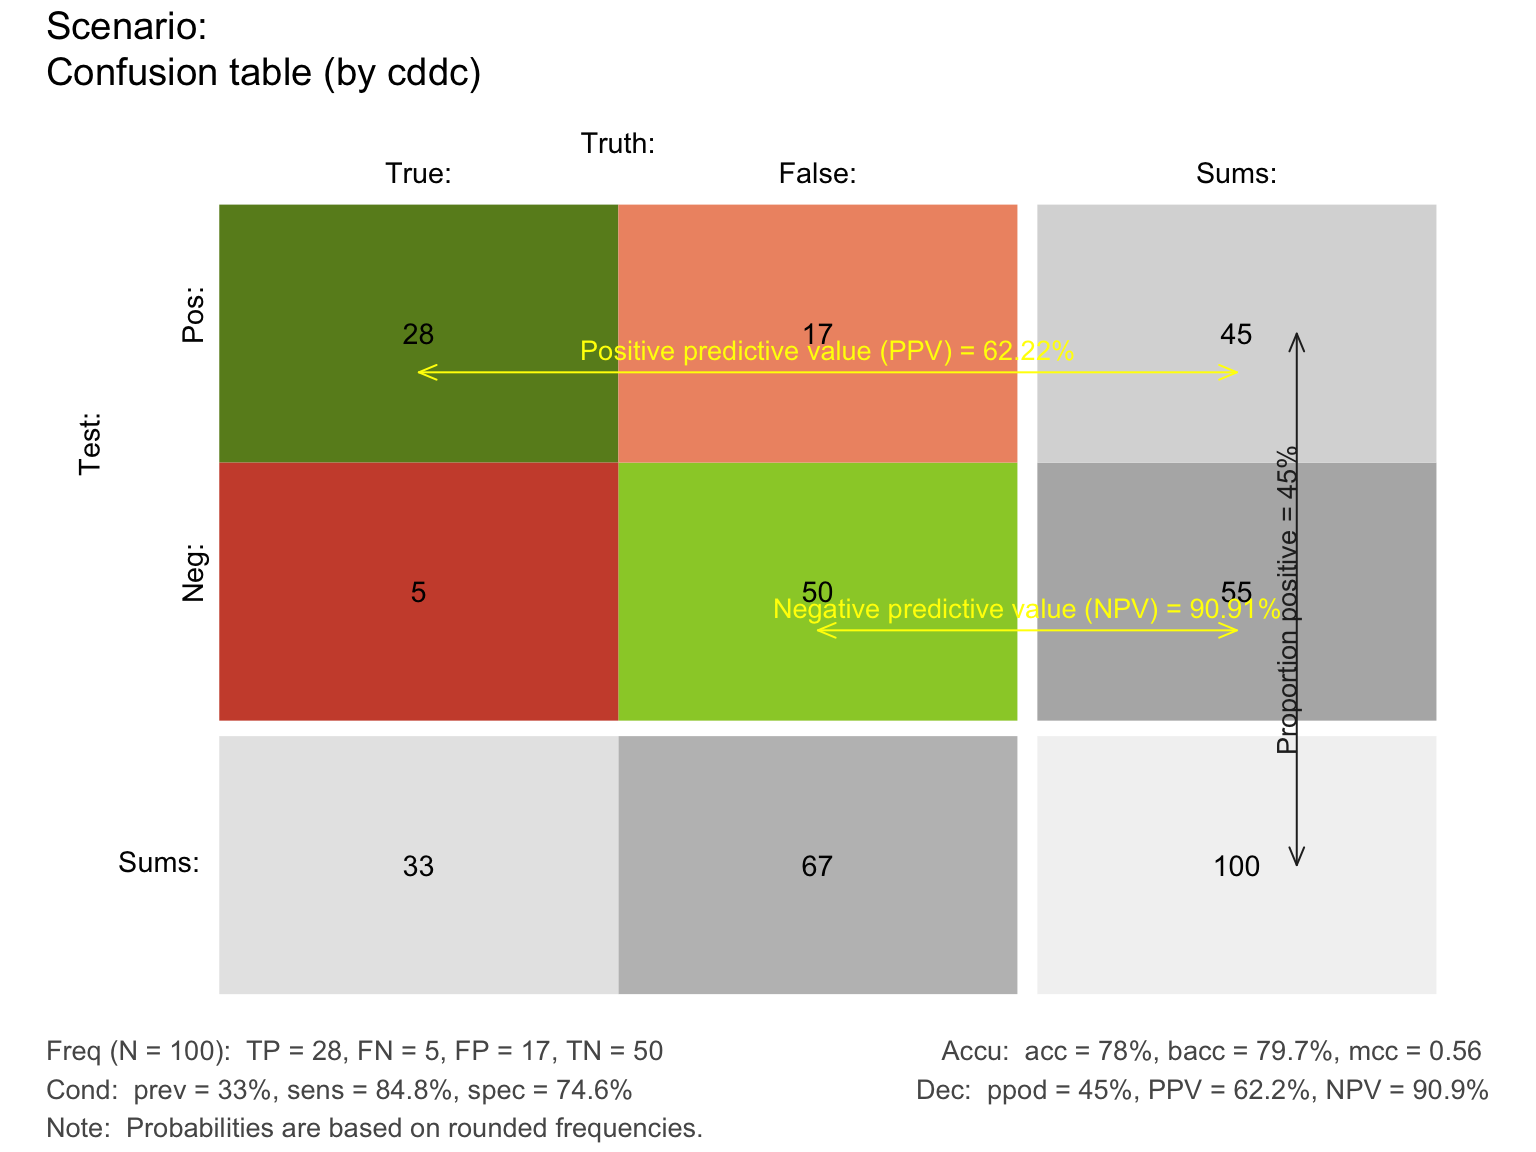 Scenario:
Confusion table (by cddc)
Truth:
True:
False:
Sums:
Test:
Pos:
28
17
45
Positive predictive value (PPV) = 62.22%
Proportion positive = 45%
Neg:
5
50
55
Negative predictive value (NPV) = 90.91%
Sums:
33
67
100
Freq (N = 100):  TP = 28, FN = 5, FP = 17, TN = 50
Accu:  acc = 78%, bacc = 79.7%, mcc = 0.56
Cond:  prev = 33%, sens = 84.8%, spec = 74.6%
Dec:  ppod = 45%, PPV = 62.2%, NPV = 90.9%
Note:  Probabilities are based on rounded frequencies.